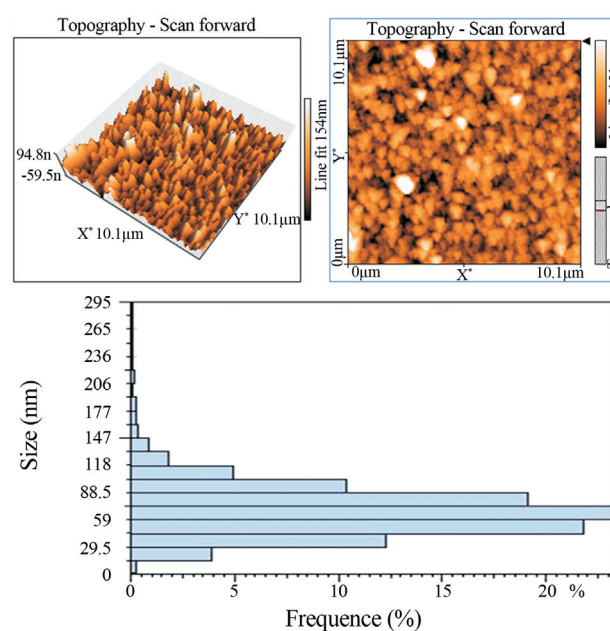 Topography - Scan forward
94.8n
-59.5n
X* 10.1µm
Y* 10.1µm
Line fit 154nm
Topography - Scan forward
10.1µm
Y*
0µm
0µm
X*
10.1µm
295
265
236
206
177
147
118
88.5
59
29.5
0
Size (nm)
0
5
10
15
20
%
Frequence (%)